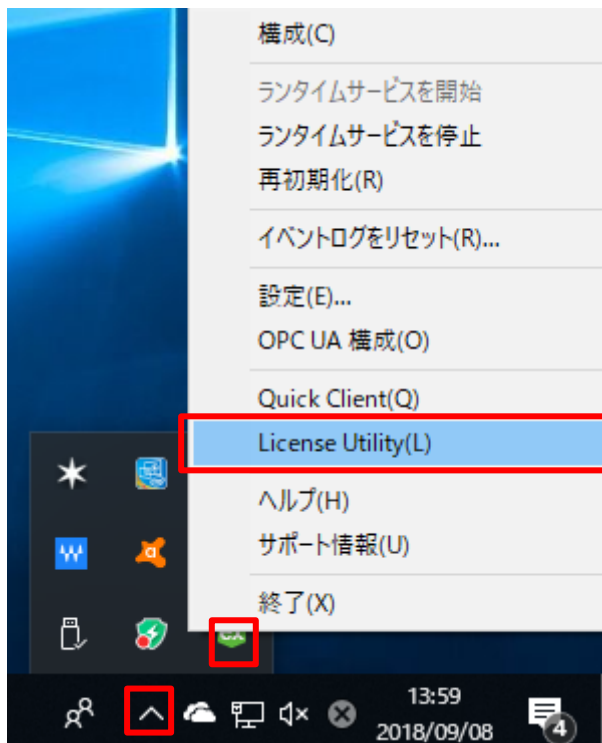 構成(C)
ランタイムサービスを開始
ランタイムサービスを停止
再初期化(R)
イベントログをリセット(R)...
設定(E)...
OPC UA 構成(O)
Quick Client(Q)
License Utility(L)
ヘルプ(H)
サポート情報(U)
終了(X)
13:59
2018/09/08
4